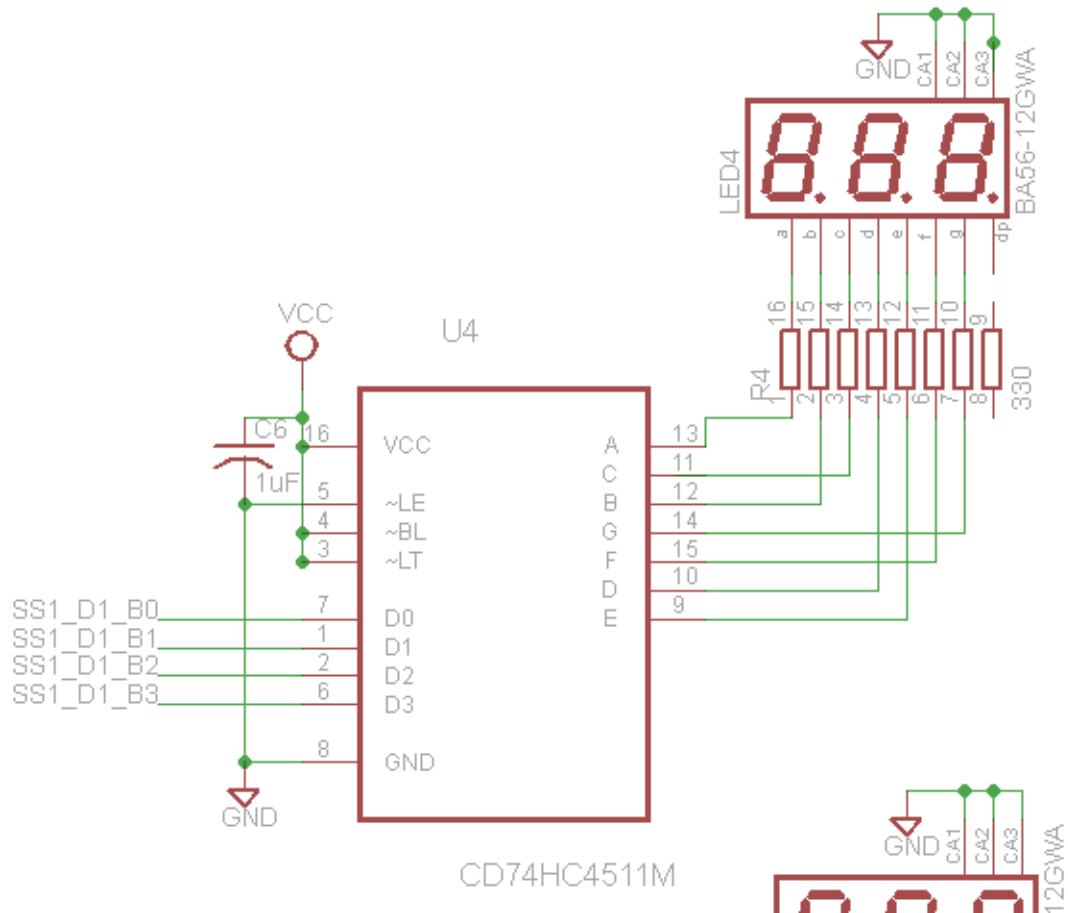 GND
CA1
CA2
CA3
LED4
BA56-12GWA
a
b
c
d
e
f
g
dp
16
15
14
13
12
11
10
9
R4
330
1
2
3
4
5
6
7
8
VCC
U4
C6
1uF
16 VCC
5 ~LE
4 ~BL
3 ~LT
SS1_D1_B0 7 D0
SS1_D1_B1 1 D1
SS1_D1_B2 2 D2
SS1_D1_B3 6 D3
8 GND
A 13
C 11
B 12
G 14
F 15
D 10
E 9
GND
CD74HC4511M
GND
CA1
CA2
CA3
12GWA